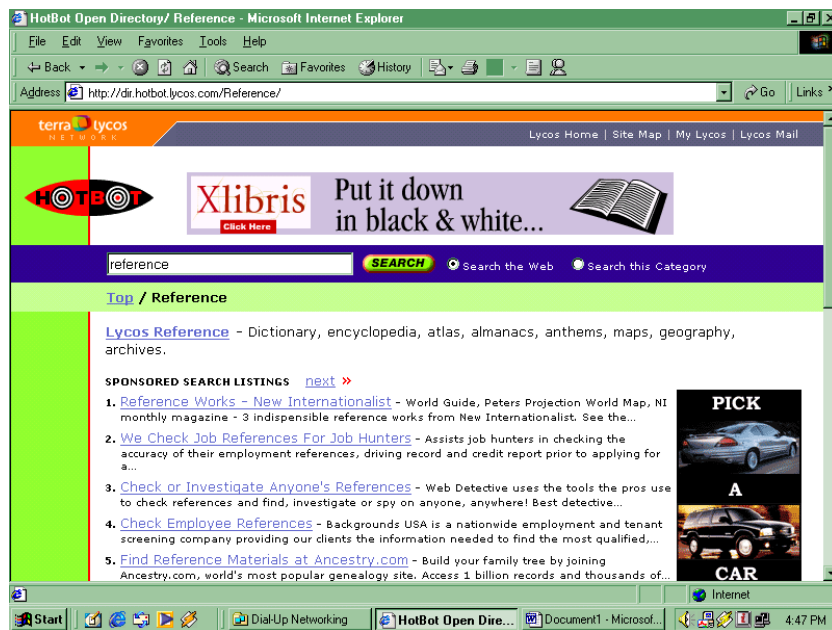 HotBot Open Directory/ Reference - Microsoft Internet Explorer
File Edit View Favorites Tools Help
Back Search Favorites History
Address http://dir.hotbot.lycos.com/Reference/ Go Links
terra lycos
NETWORK
Lycos Home | Site Map | My Lycos | Lycos Mail
HOTBOT
Xlibris
Click Here
Put it down
in black & white...
reference SEARCH Search the Web Search this Category
Top / Reference
Lycos Reference - Dictionary, encyclopedia, atlas, almanacs, anthems, maps, geography,
archives.
SPONSORED SEARCH LISTINGS next »
1. Reference Works - New Internationalist - World Guide, Peters Projection World Map, NI
monthly magazine - 3 indispensible reference works from New Internationalist. See the...
2. We Check Job References For Job Hunters - Assists job hunters in checking the
accuracy of their employment references, driving record and credit report prior to applying for
a...
3. Check or Investigate Anyone's References - Web Detective uses the tools the pros use
to check references and find, investigate or spy on anyone, anywhere! Best detective...
4. Check Employee References - Backgrounds USA is a nationwide employment and tenant
screening company providing our clients the information needed to find the most qualified,...
5. Find Reference Materials at Ancestry.com - Build your family tree by joining
Ancestry.com, world's most popular genealogy site. Access 1 billion records and thousands of...
PICK
A
CAR
Internet
Start Dial-Up Networking HotBot Open Dire... Document1 - Microsof... 4:47 PM